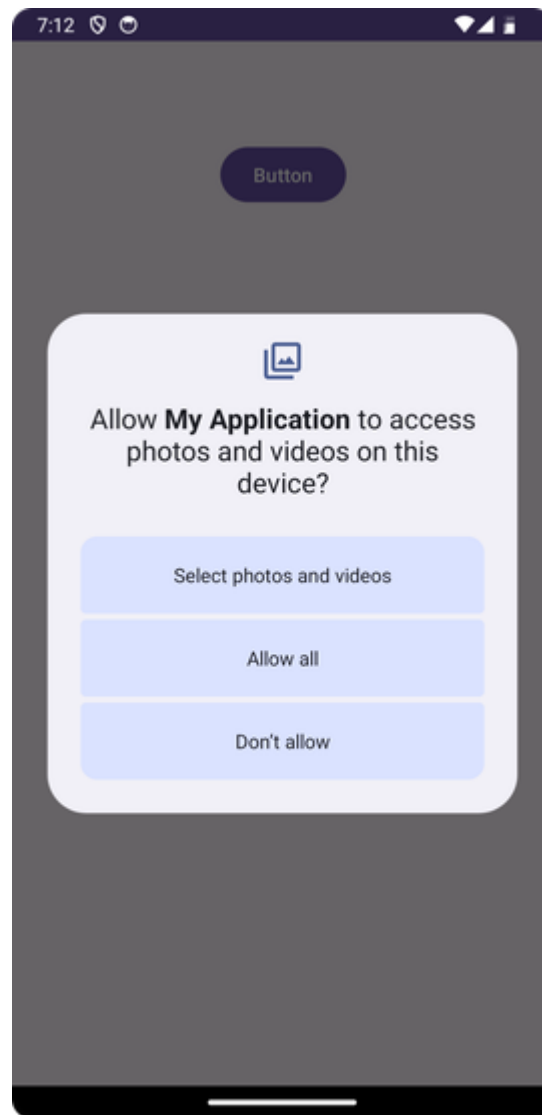 7:12
Button
Allow My Application to access
photos and videos on this
device?
Select photos and videos
Allow all
Don't allow